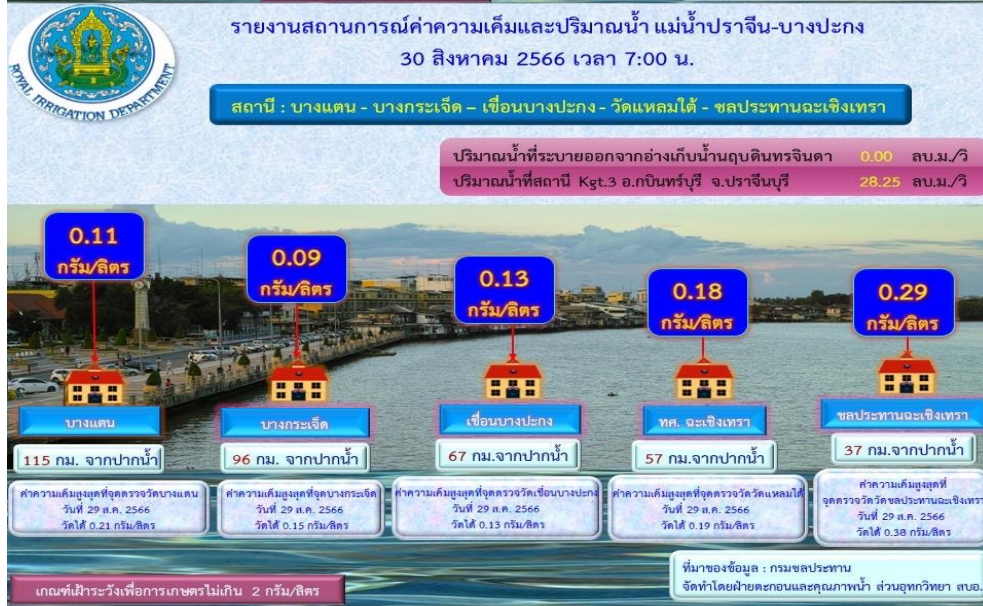 รายงานสถานการณ์ค่าความเค็มและปริมาณน้ำ แม่น้ำปราจีน-บางปะกง
30 สิงหาคม 2566 เวลา 7:00 น.
ROYAL IRRIGATION DEPARTMENT
สถานี : บางแตน - บางกระเจ็ด – เขื่อนบางปะกง - วัดแหลมใต้ - ชลประทานฉะเชิงเทรา
ปริมาณน้ำที่ระบายออกจากอ่างเก็บน้ำนฤบดินทรจินดา 0.00 ลบ.ม./วิ
ปริมาณน้ำที่สถานี Kgt.3 อ.กบินทร์บุรี จ.ปราจีนบุรี 28.25 ลบ.ม./วิ
0.11
กรัม/ลิตร
0.09
กรัม/ลิตร
0.13
กรัม/ลิตร
0.18
กรัม/ลิตร
0.29
กรัม/ลิตร
บางแตน
บางกระเจ็ด
เขื่อนบางปะกง
ทศ. ฉะเชิงเทรา
ชลประทานฉะเชิงเทรา
115 กม. จากปากน้ำ
96 กม. จากปากน้ำ
67 กม.จากปากน้ำ
57 กม.จากปากน้ำ
37 กม.จากปากน้ำ
ค่าความเค็มสูงสุดที่จุดตรวจวัดบางแตน
วันที่ 29 ส.ค. 2566
วัดได้ 0.21 กรัม/ลิตร
ค่าความเค็มสูงสุดที่จุดบางกระเจ็ด
วันที่ 29 ส.ค. 2566
วัดได้ 0.15 กรัม/ลิตร
ค่าความเค็มสูงสุดที่จุดตรวจวัดเขื่อนบางปะกง
วันที่ 29 ส.ค. 2566
วัดได้ 0.13 กรัม/ลิตร
ค่าความเค็มสูงสุดที่จุดตรวจวัดวัดแหลมใต้
วันที่ 29 ส.ค. 2566
วัดได้ 0.19 กรัม/ลิตร
ค่าความเค็มสูงสุดที่
จุดตรวจวัดวัดชลประทานฉะเชิงเทรา
วันที่ 29 ส.ค. 2566
วัดได้ 0.38 กรัม/ลิตร
เกณฑ์เฝ้าระวังเพื่อการเกษตรไม่เกิน 2 กรัม/ลิตร
ที่มาของข้อมูล : กรมชลประทาน
จัดทำโดยฝ่ายตะกอนและคุณภาพน้ำ ส่วนอุทกวิทยา สบอ.